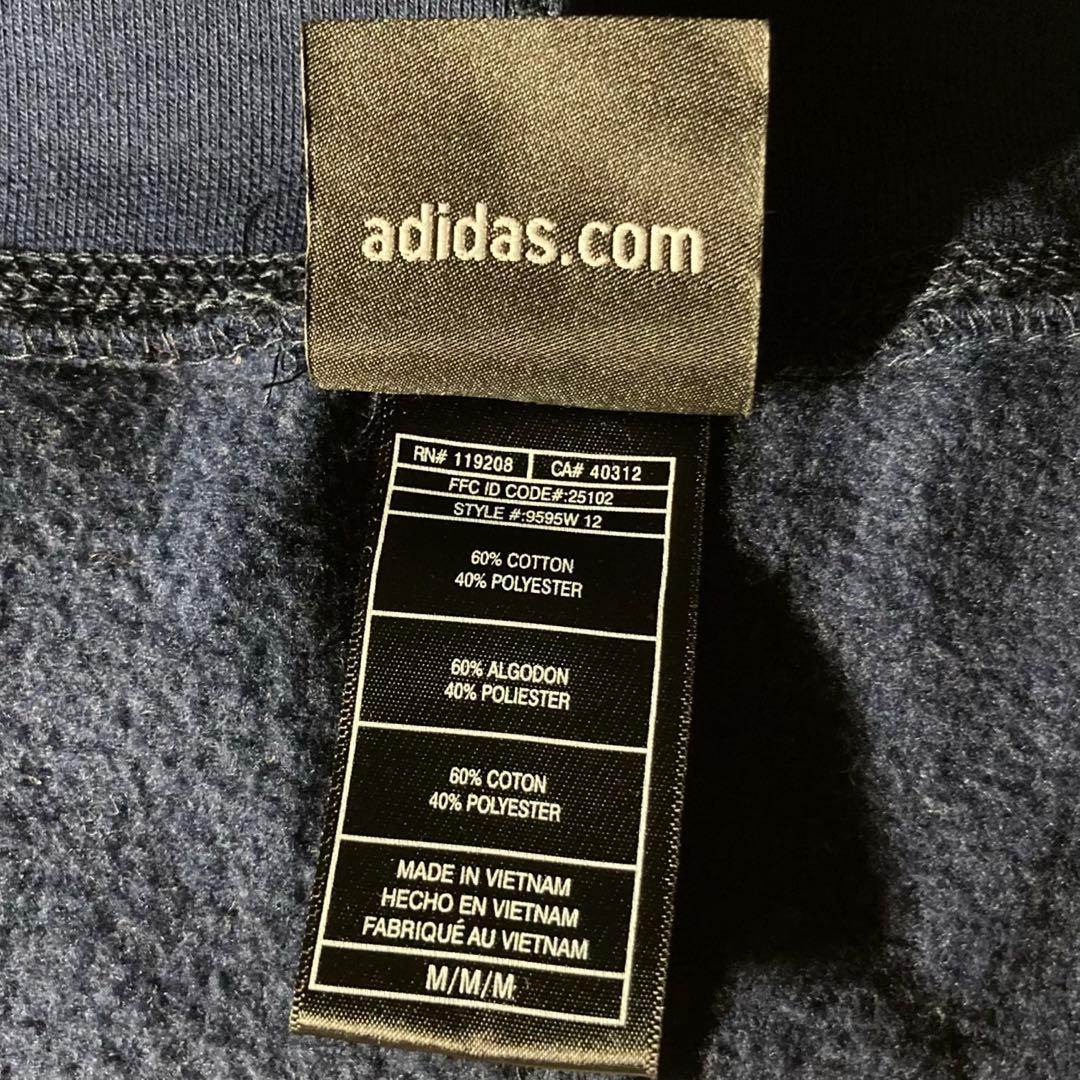 adidas.com
RN# 119208 CA# 40312
FFC ID CODE#:25102
STYLE #:9595W 12
60% COTTON
40% POLYESTER
60% ALGODON
40% POLIESTER
60% COTON
40% POLYESTER
MADE IN VIETNAM
HECHO EN VIETNAM
FABRIQUÉ AU VIETNAM
M/M/M